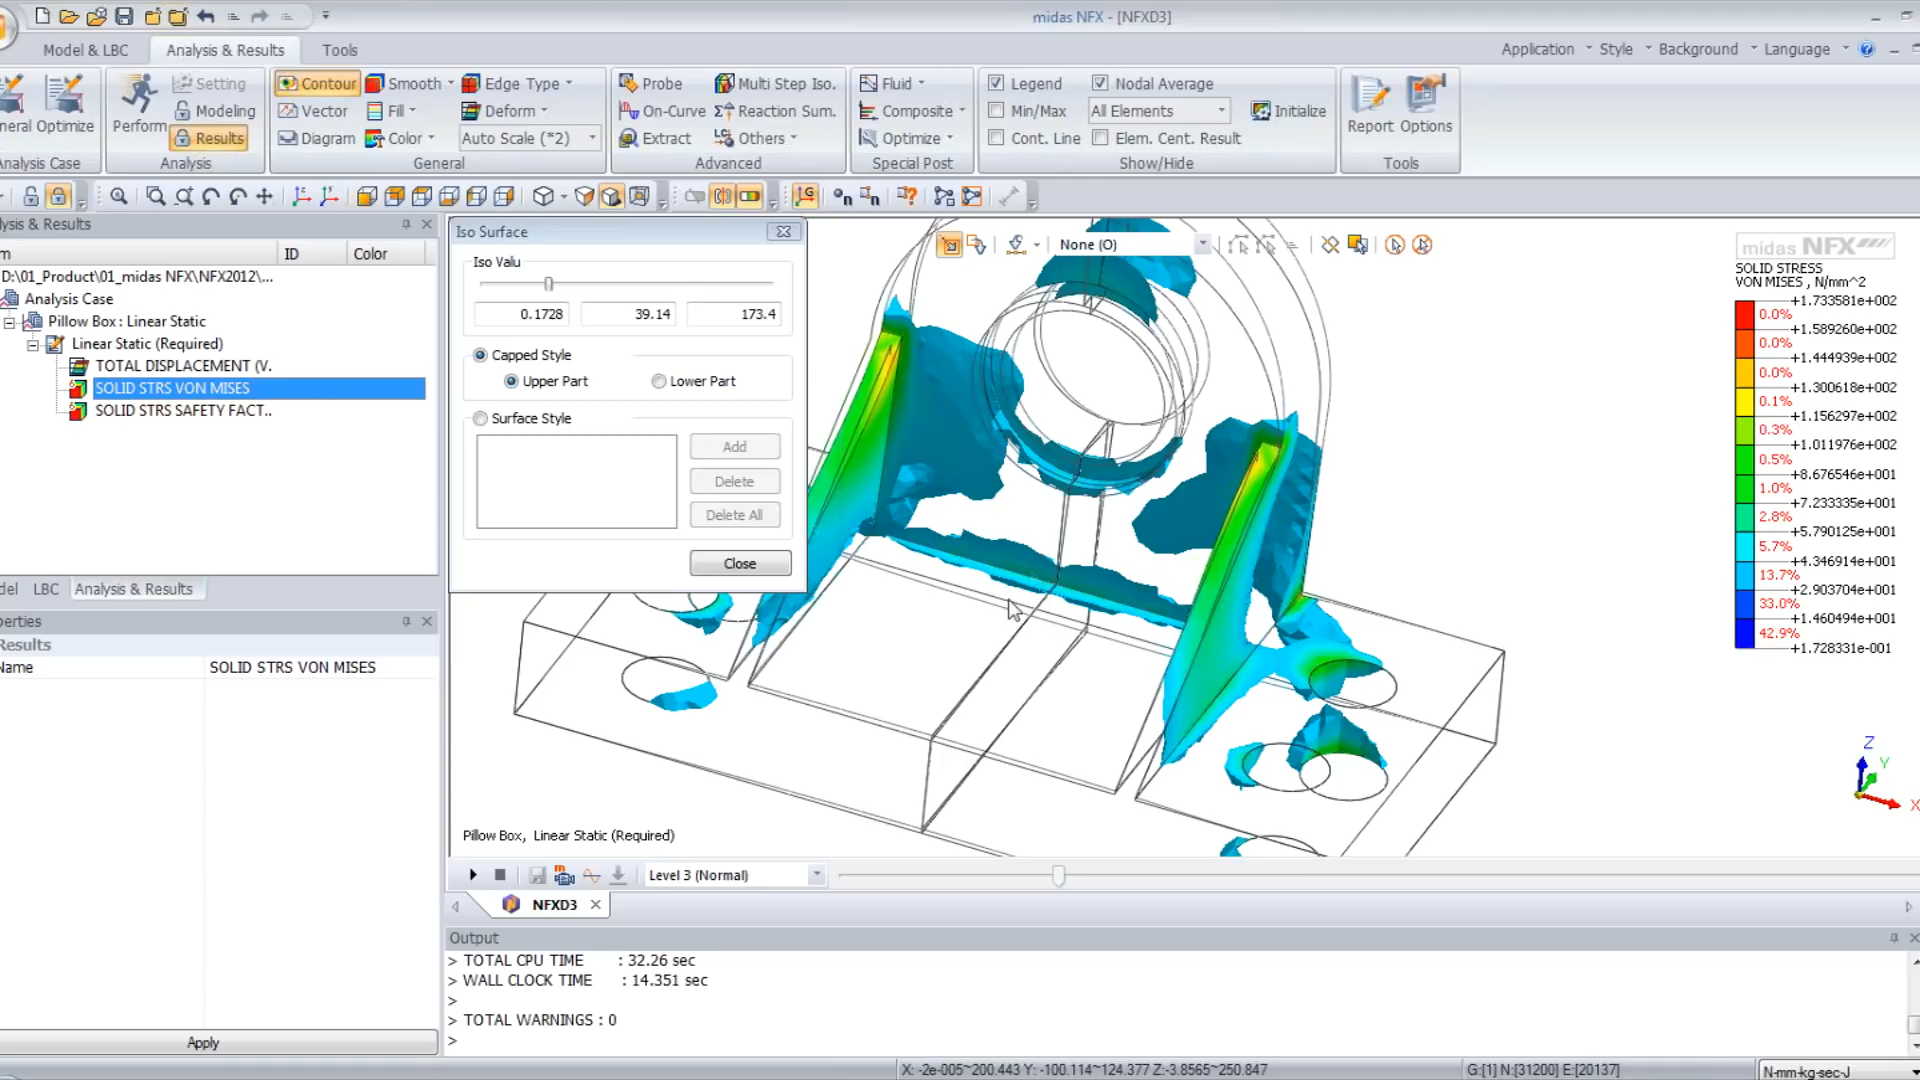 midas NFX - [NFXD3]
Model & LBC
Analysis & Results
Tools
Application
Style
Background
Language
Setting
Modeling
Results
Optimize
Perform
Analysis
Contour
Smooth
Edge Type
Vector
Fill
Deform
Diagram
Color
Auto Scale (*2)
General
Probe
Multi Step Iso.
On-Curve
Reaction Sum.
Extract
Others
Advanced
Fluid
Composite
Optimize
Special Post
Legend
Nodal Average
Min/Max
All Elements
Initialize
Cont. Line
Elem. Cent. Result
Show/Hide
Report
Options
Tools
ID
Color
D:\01_Product\01_midas NFX\NFX2012\...
Analysis Case
Pillow Box : Linear Static
Linear Static (Required)
TOTAL DISPLACEMENT (V.
SOLID STRS VON MISES
SOLID STRS SAFETY FACT..
LBC
Analysis & Results
Results
SOLID STRS VON MISES
Apply
Iso Surface
Iso Valu
0.1728
39.14
173.4
Capped Style
Upper Part
Lower Part
Surface Style
Add
Delete
Delete All
Close
None (O)
midas NFX
SOLID STRESS
VON MISES , N/mm^2
+1.733581e+002
0.0%
+1.589260e+002
0.0%
+1.444939e+002
0.0%
+1.300618e+002
0.1%
+1.156297e+002
0.3%
+1.011976e+002
0.5%
+8.676546e+001
1.0%
+7.233335e+001
2.8%
+5.790125e+001
5.7%
+4.346914e+001
13.7%
+2.903704e+001
33.0%
+1.460494e+001
42.9%
+1.728331e-001
Z
Y
X
Pillow Box, Linear Static (Required)
Level 3 (Normal)
NFXD3
Output
> TOTAL CPU TIME : 32.26 sec
> WALL CLOCK TIME : 14.351 sec
>
> TOTAL WARNINGS : 0
>
X: -2e-005~200.443 Y: -100.114~124.377 Z:-3.8565~250.847
G:[1] N:[31200] E:[20137]
N-mm-kg-sec-J